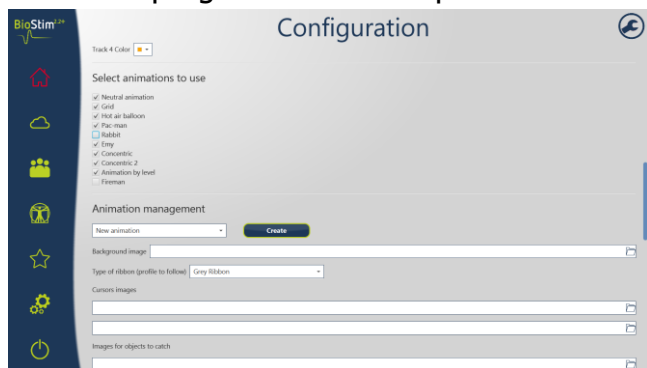 BioStim 2.2+
Configuration
Track 4 Color
Select animations to use
Neutral animation
Grid
Hot air balloon
Pac-man
Rabbit
Emy
Concentric
Concentric 2
Animation by level
Fireman
Animation management
New animation Create
Background image
Type of ribbon (profile to follow) Grey Ribbon
Cursors images
Images for objects to catch